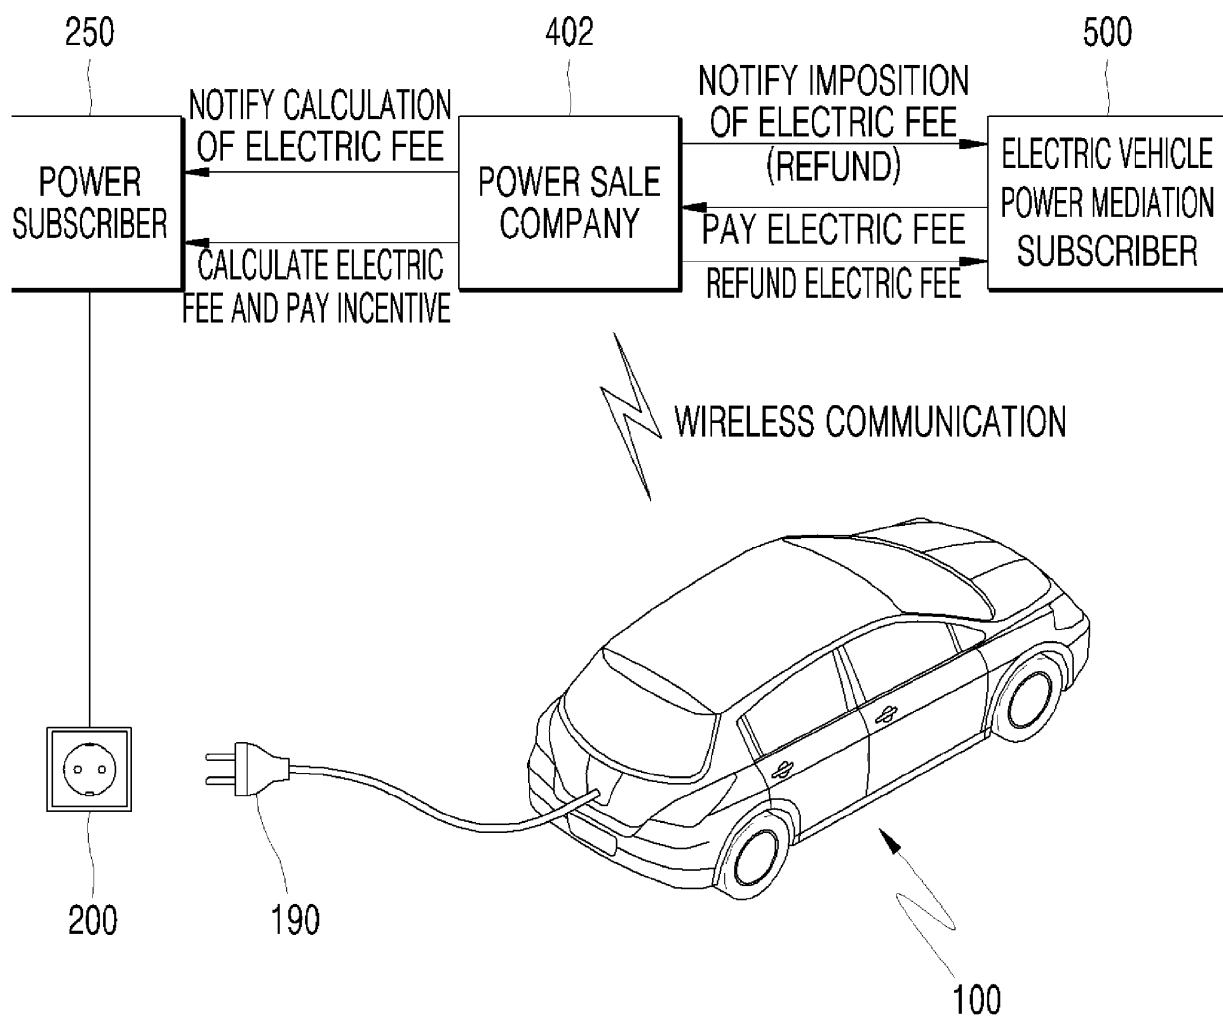 250
402
500
NOTIFY CALCULATION
OF ELECTRIC FEE
NOTIFY IMPOSITION
OF ELECTRIC FEE
(REFUND)
POWER
SUBSCRIBER
POWER SALE
COMPANY
ELECTRIC VEHICLE
POWER MEDIATION
SUBSCRIBER
CALCULATE ELECTRIC
FEE AND PAY INCENTIVE
PAY ELECTRIC FEE
REFUND ELECTRIC FEE
WIRELESS COMMUNICATION
200
190
100